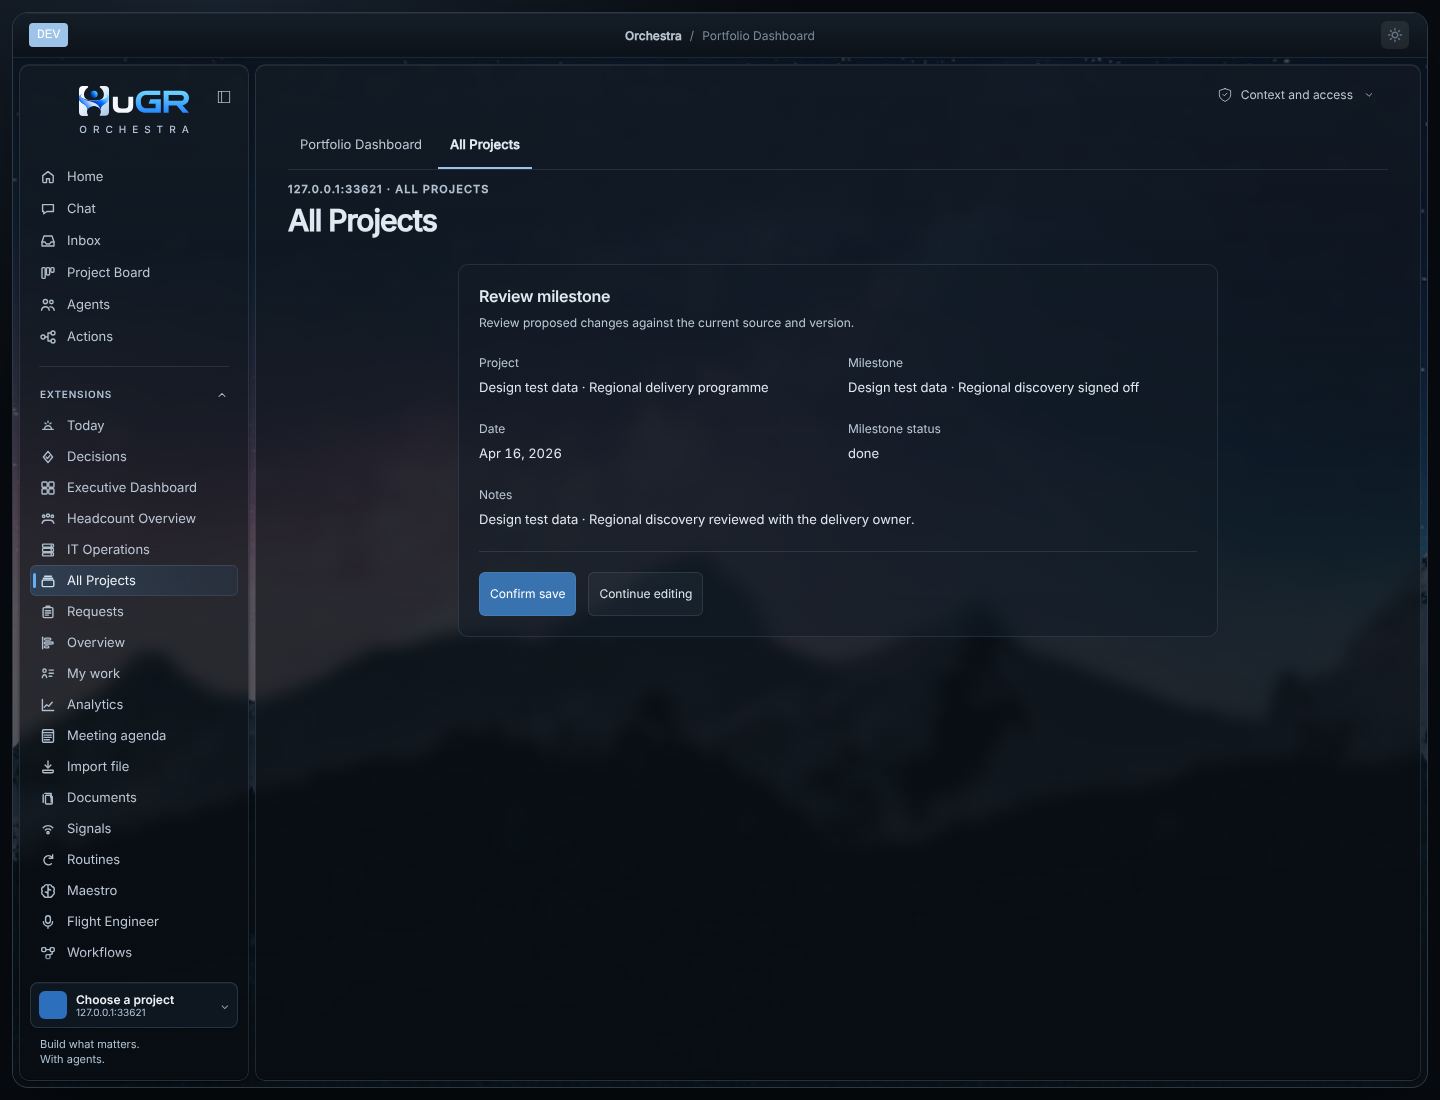 DEV
Orchestra / Portfolio Dashboard
HuGR
ORCHESTRA
Home
Chat
Inbox
Project Board
Agents
Actions
EXTENSIONS
Today
Decisions
Executive Dashboard
Headcount Overview
IT Operations
All Projects
Requests
Overview
My work
Analytics
Meeting agenda
Import file
Documents
Signals
Routines
Maestro
Flight Engineer
Workflows
Choose a project
127.0.0.1:33621
Build what matters.
With agents.
Context and access
Portfolio Dashboard All Projects
127.0.0.1:33621 · ALL PROJECTS
All Projects
Review milestone
Review proposed changes against the current source and version.
Project Milestone
Design test data · Regional delivery programme Design test data · Regional discovery signed off
Date Milestone status
Apr 16, 2026 done
Notes
Design test data · Regional discovery reviewed with the delivery owner.
Confirm save Continue editing